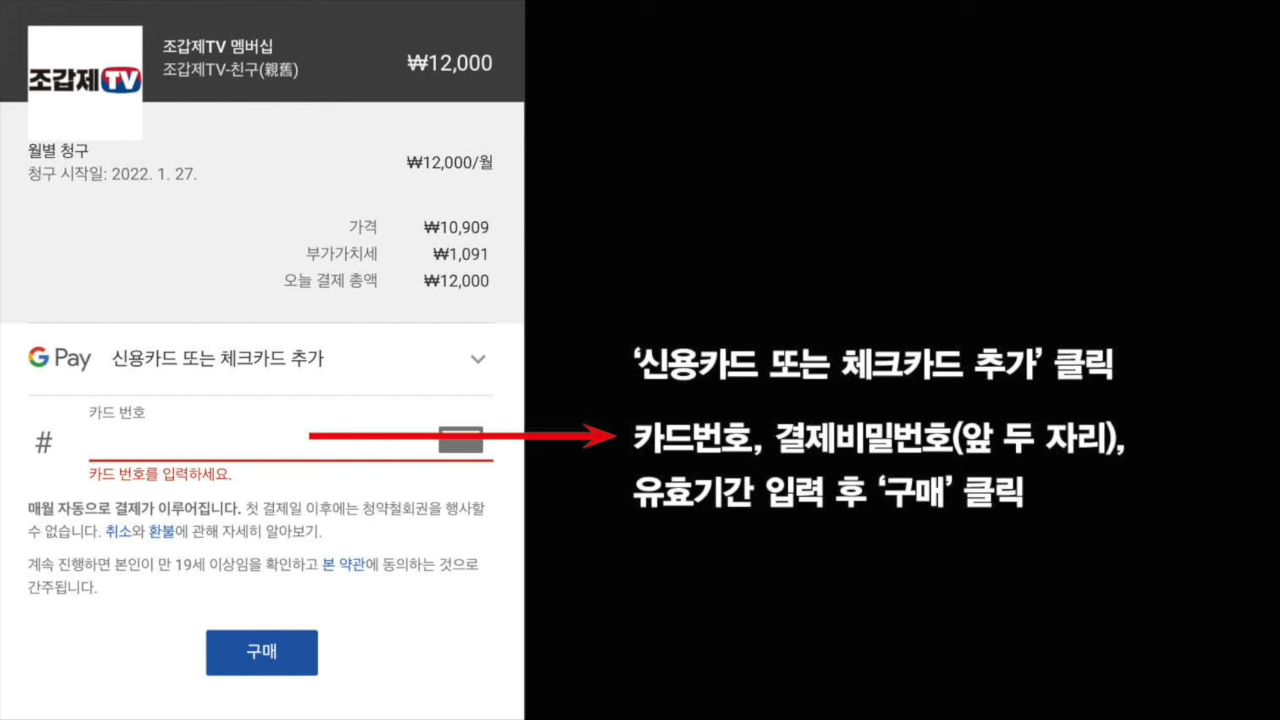 조갑제TV
조갑제TV 멤버십
조갑제TV-친구(親舊)
₩12,000
월별 청구
청구 시작일: 2022. 1. 27.
₩12,000/월
가격 ₩10,909
부가가치세 ₩1,091
오늘 결제 총액 ₩12,000
G Pay 신용카드 또는 체크카드 추가
카드 번호
#
카드 번호를 입력하세요.
매월 자동으로 결제가 이루어집니다. 첫 결제일 이후에는 청약철회권을 행사할
수 없습니다. 취소와 환불에 관해 자세히 알아보기.
계속 진행하면 본인이 만 19세 이상임을 확인하고 본 약관에 동의하는 것으로
간주됩니다.
구매
‘신용카드 또는 체크카드 추가’ 클릭
카드번호, 결제비밀번호(앞 두 자리),
유효기간 입력 후 ‘구매’ 클릭